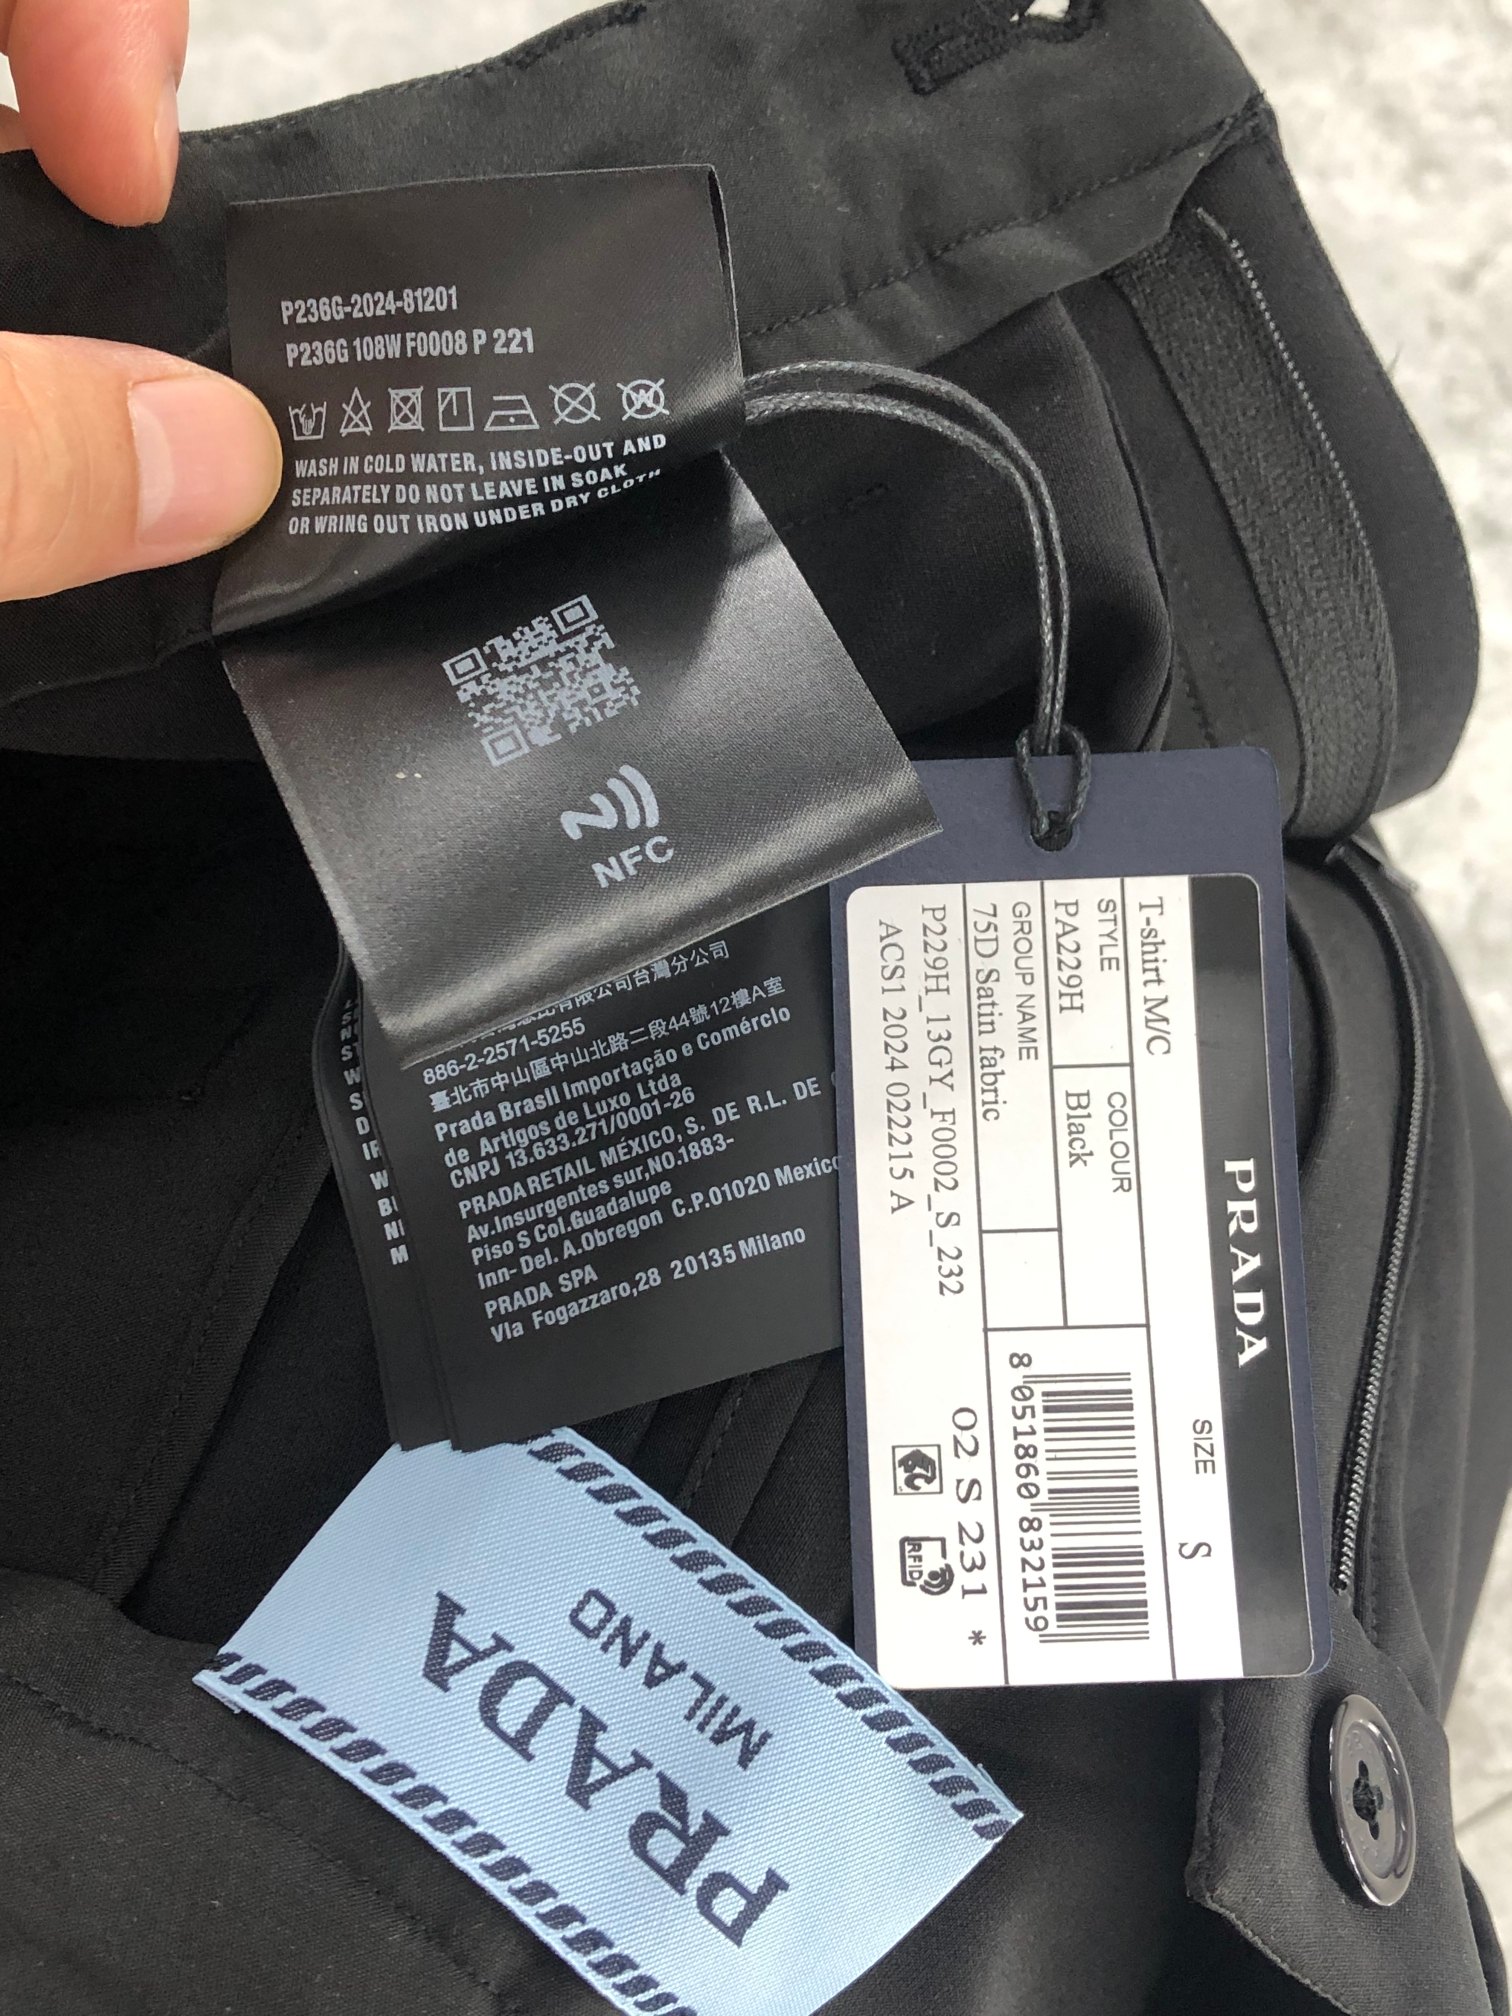 P236G-2024-81201
P236G 108W F0008 P 221
WASH IN COLD WATER, INSIDE-OUT AND
SEPARATELY DO NOT LEAVE IN SOAK
OR WRING OUT IRON UNDER DRY CLOTH
NFC
有限公司台灣分公司
886-2-2571-5255
臺北市中山區中山北路二段44號12樓A室
Prada Brasil Importação e Comércio
de Artigos de Luxo Ltda
CNPJ 13.633.271/0001-26
PRADA RETAIL MÉXICO, S. DE R.L. DE
Av.Insurgentes sur,NO.1883-
Piso S Col.Guadalupe
Inn- Del. A.Obregon C.P.01020 Mexico
PRADA SPA
Via Fogazzaro,28 20135 Milano
PRADA
SIZE S
T-shirt M/C
STYLE
PA229H
COLOUR
Black
GROUP NAME
75D Satin fabric
8 051860 832159
P229H_13GY_F0002_S_232
02 S 231 *
ACS1 2024 022215 A
RFID
PRADA
MILANO